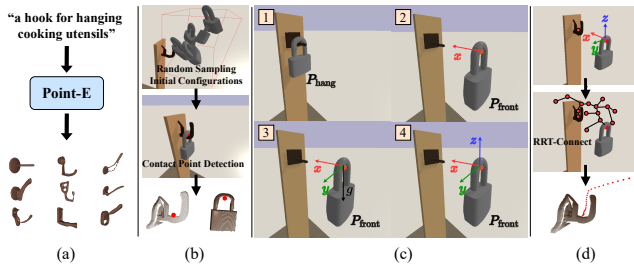 “a hook for hanging
cooking utensils”
Point-E
(a)
Random Sampling
Initial Configurations
Contact Point Detection
(b)
1
P_hang
2
x
y
P_front
3
x
y
g
P_front
4
z
x
y
P_front
(c)
z
x
y
RRT-Connect
(d)